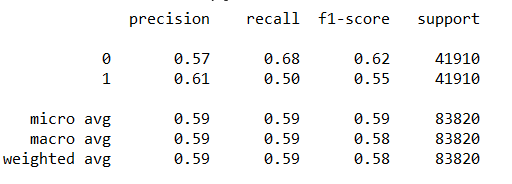 precision recall f1-score support
0 0.57 0.68 0.62 41910
1 0.61 0.50 0.55 41910
micro avg 0.59 0.59 0.59 83820
macro avg 0.59 0.59 0.58 83820
weighted avg 0.59 0.59 0.58 83820